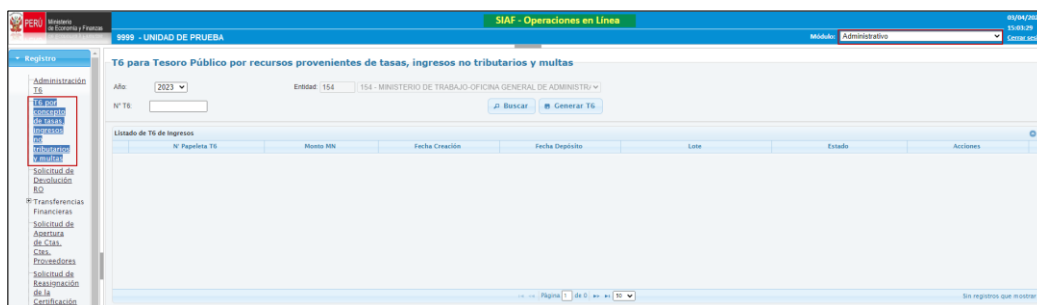 PERÚ Ministerio de Economía y Finanzas
SIAF - Operaciones en Línea
03/04/202
15:03:29
9999 - UNIDAD DE PRUEBA
Módulo: Administrativo
Cerrar sesi
Registro
Administración
T6
T6 por
concepto
de tasas,
ingresos
no
tributarios
y multas
Solicitud de
Devolución
RO
Transferencias
Financieras
Solicitud de
Apertura
de Ctas.
Ctes.
Proveedores
Solicitud de
Reasignación
de la
Certificación
T6 para Tesoro Público por recursos provenientes de tasas, ingresos no tributarios y multas
Año: 2023 Entidad: 154 154 - MINISTERIO DE TRABAJO-OFICINA GENERAL DE ADMINISTRA
N° T6: Buscar Generar T6
Listado de T6 de Ingresos
N° Papeleta T6 Monto MN Fecha Creación Fecha Depósito Lote Estado Acciones
Página 1 de 0 50 Sin registros que mostrar